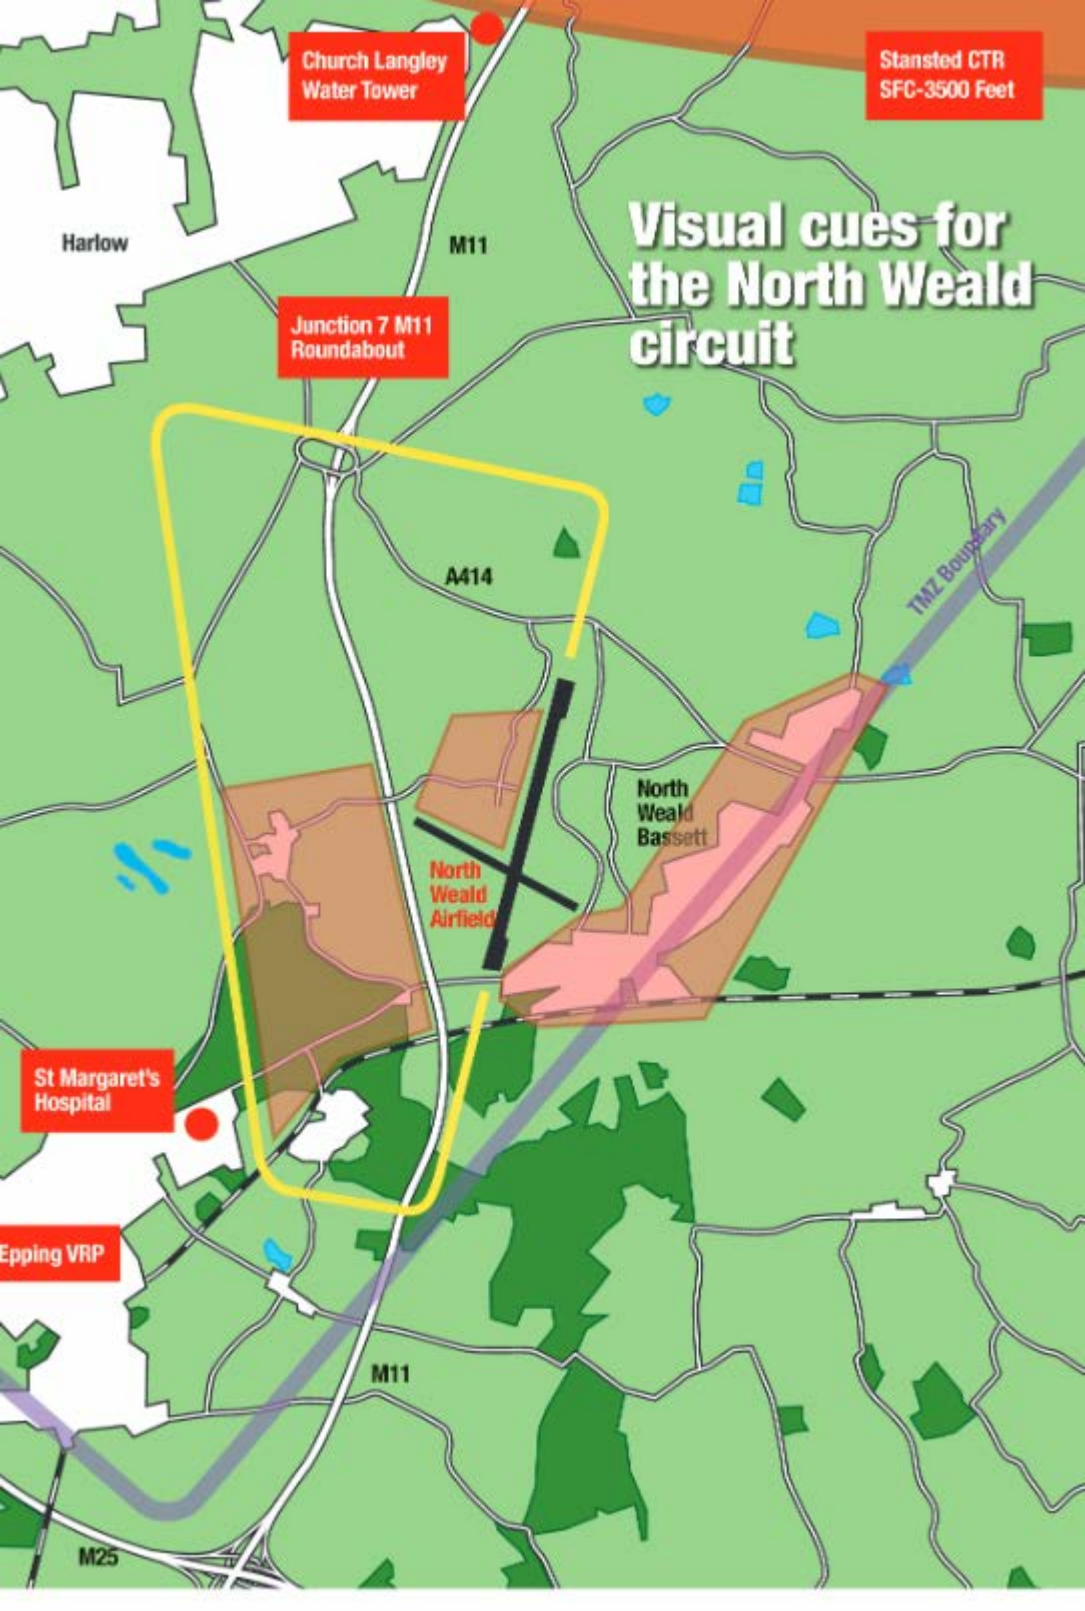 Church Langley
Water Tower
Stansted CTR
SFC-3500 Feet
Harlow
M11
Visual cues for
the North Weald
circuit
Junction 7 M11
Roundabout
A414
TMZ Boundary
North
Weald
Bassett
North
Weald
Airfield
St Margaret's
Hospital
Epping VRP
M11
M25